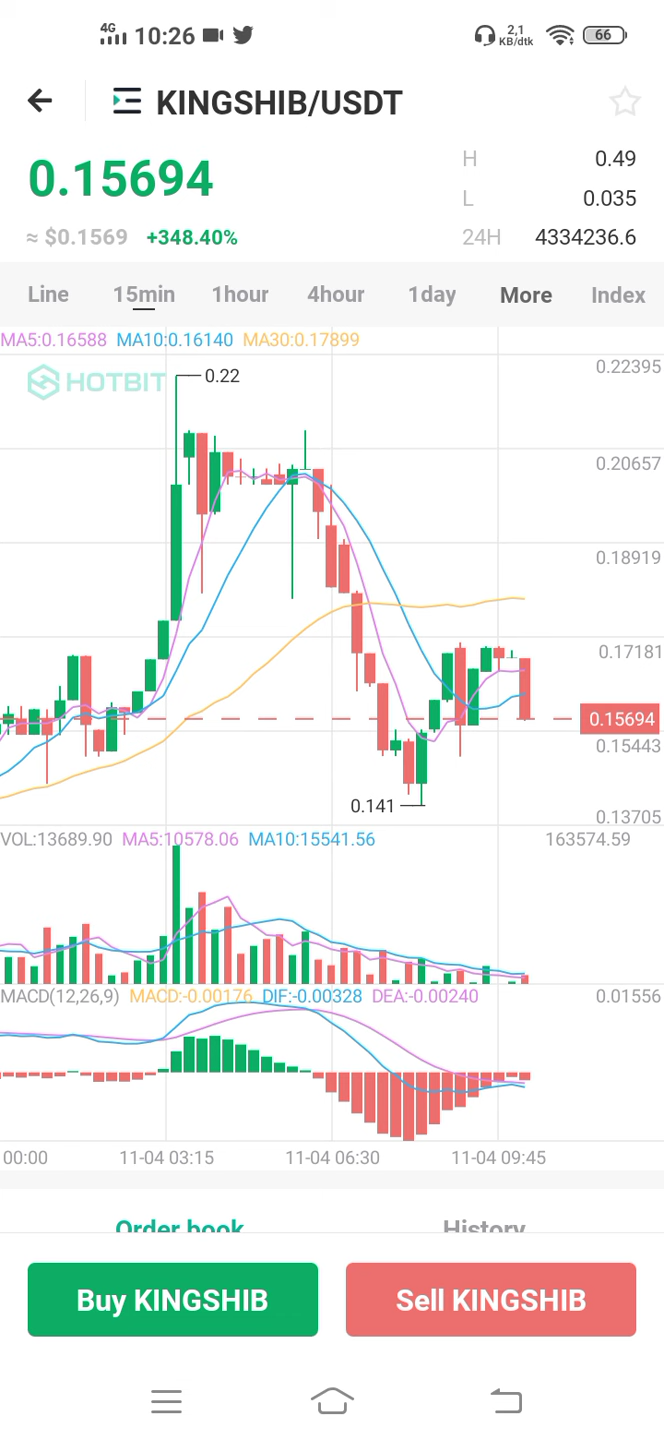 4G 10:26 2,1 KB/dtk 66
KINGSHIB/USDT
0.15694
H 0.49
L 0.035
≈ $0.1569 +348.40% 24H 4334236.6
Line 15min 1hour 4hour 1day More Index
MA5:0.16588 MA10:0.16140 MA30:0.17899
0.22395
HOTBIT
0.22
0.20657
0.18919
0.17181
0.15694
0.15443
0.141
0.13705
VOL:13689.90 MA5:10578.06 MA10:15541.56 163574.59
MACD(12,26,9) MACD:-0.00176 DIF:-0.00328 DEA:-0.00240 0.01556
00:00 11-04 03:15 11-04 06:30 11-04 09:45
Order book History
Buy KINGSHIB Sell KINGSHIB